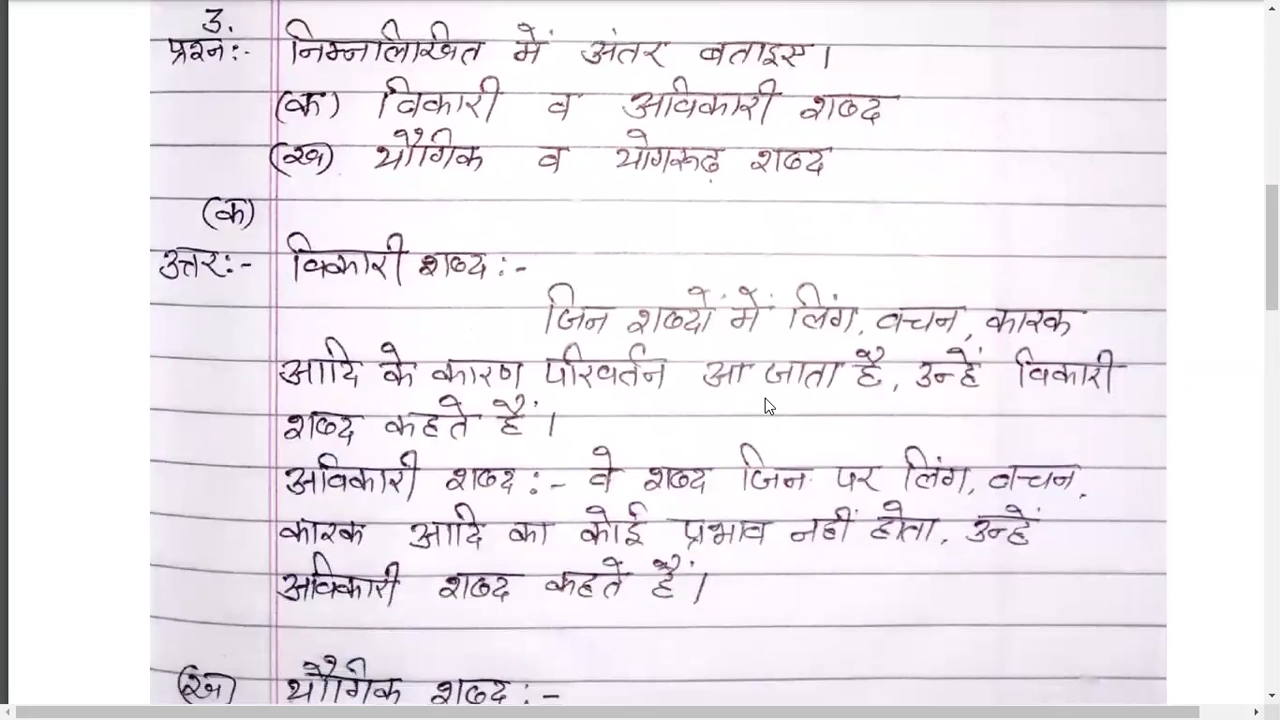 3.
प्रश्न:- निम्नलिखित में अंतर बताइए।
(क) विकारी व अविकारी शब्द
(ख) यौगिक व योगरूढ़ शब्द
(क)
उत्तर:- विकारी शब्द :-
जिन शब्दों में लिंग, वचन, कारक
आदि के कारण परिवर्तन आ जाता है, उन्हें विकारी
शब्द कहते हैं।
अविकारी शब्द :- वे शब्द जिन पर लिंग, वचन,
कारक आदि का कोई प्रभाव नहीं होता, उन्हें
अविकारी शब्द कहते हैं।
(ख) यौगिक शब्द :-